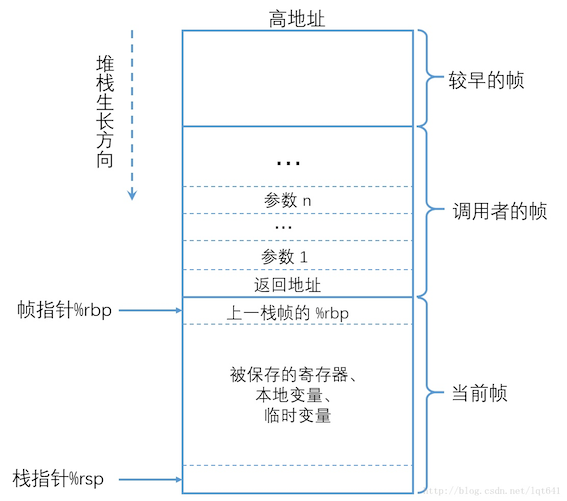 高地址
堆栈生长方向
较早的帧
...
参数 n
...
参数 1
返回地址
调用者的帧
帧指针%rbp
上一栈帧的 %rbp
被保存的寄存器、
本地变量、
临时变量
当前帧
栈指针%rsp
http://blog.csdn.net/lqt641